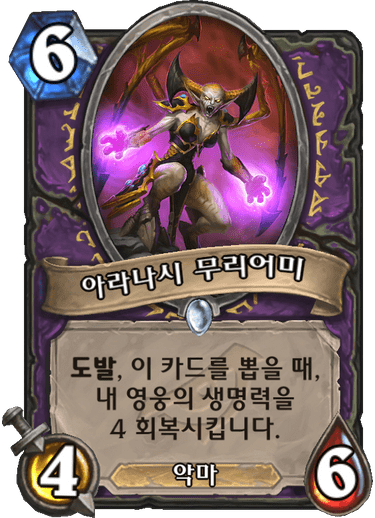 6
아라나시 무리어미
도발, 이 카드를 뽑을 때,
내 영웅의 생명력을
4 회복시킵니다.
4
악마
6